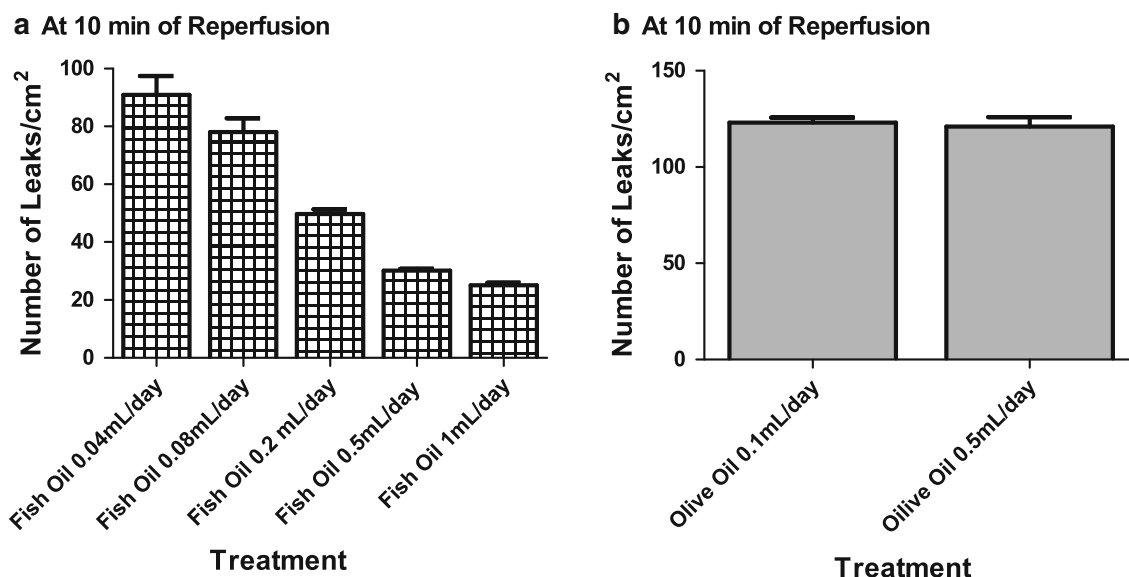 a At 10 min of Reperfusion
Number of Leaks/cm²
100
80
60
40
20
0
Fish Oil 0.04mL/day
Fish Oil 0.08mL/day
Fish Oil 0.2 mL/day
Fish Oil 0.5mL/day
Fish Oil 1mL/day
Treatment
b At 10 min of Reperfusion
Number of Leaks/cm²
150
100
50
0
Olive Oil 0.1mL/day
Oilive Oil 0.5mL/day
Treatment